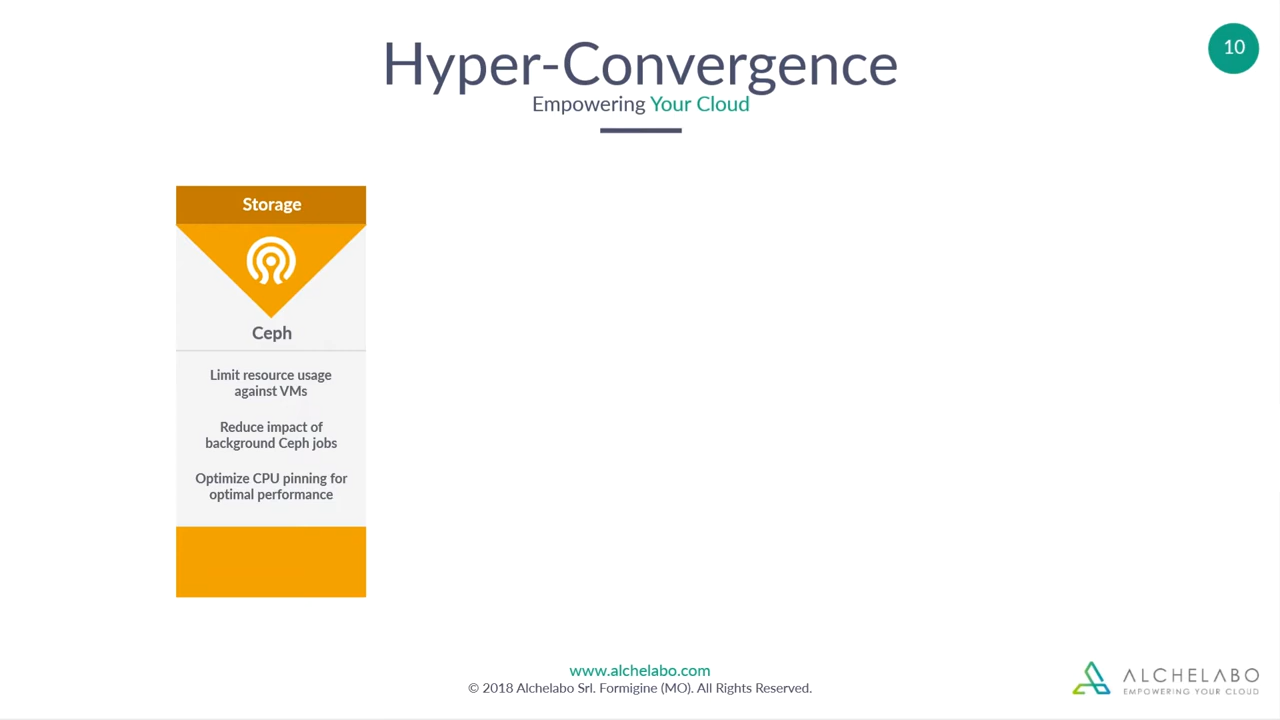 10
Hyper-Convergence
Empowering Your Cloud
Storage
Ceph
Limit resource usage
against VMs
Reduce impact of
background Ceph jobs
Optimize CPU pinning for
optimal performance
www.alchelabo.com
© 2018 Alchelabo Srl. Formigine (MO). All Rights Reserved.
ALCHELABO
EMPOWERING YOUR CLOUD